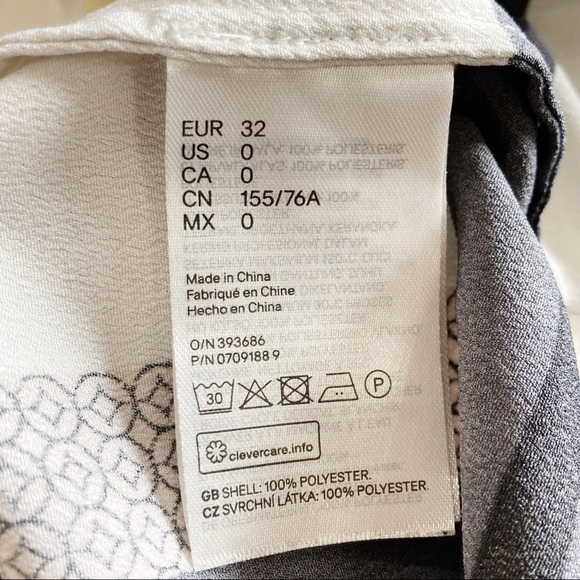 EUR 32
US 0
CA 0
CN 155/76A
MX 0
Made in China
Fabriqué en Chine
Hecho en China
O/N 393686
P/N 0709188 9
30
P
clevercare.info
GB SHELL: 100% POLYESTER.
CZ SVRCHNÍ LÁTKA: 100% POLYESTER.